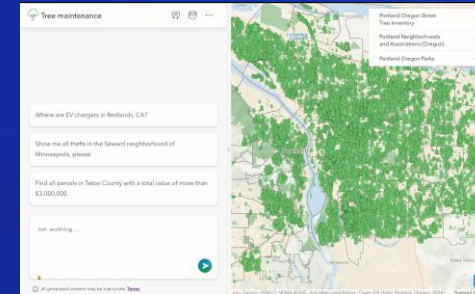 Tree maintenance
Where are EV chargers in Redlands, CA?
Show me all thefts in the Seward neighborhood of
Minneapolis, please.
Find all parcels in Teton County with a total value of more than
$3,000,000.
Ask anything...
AI generated content may be inaccurate. Terms
Portland Oregon Street
Tree Inventory
Portland Neighborhoods
and Associations (Oregon)
Portland Oregon Parks